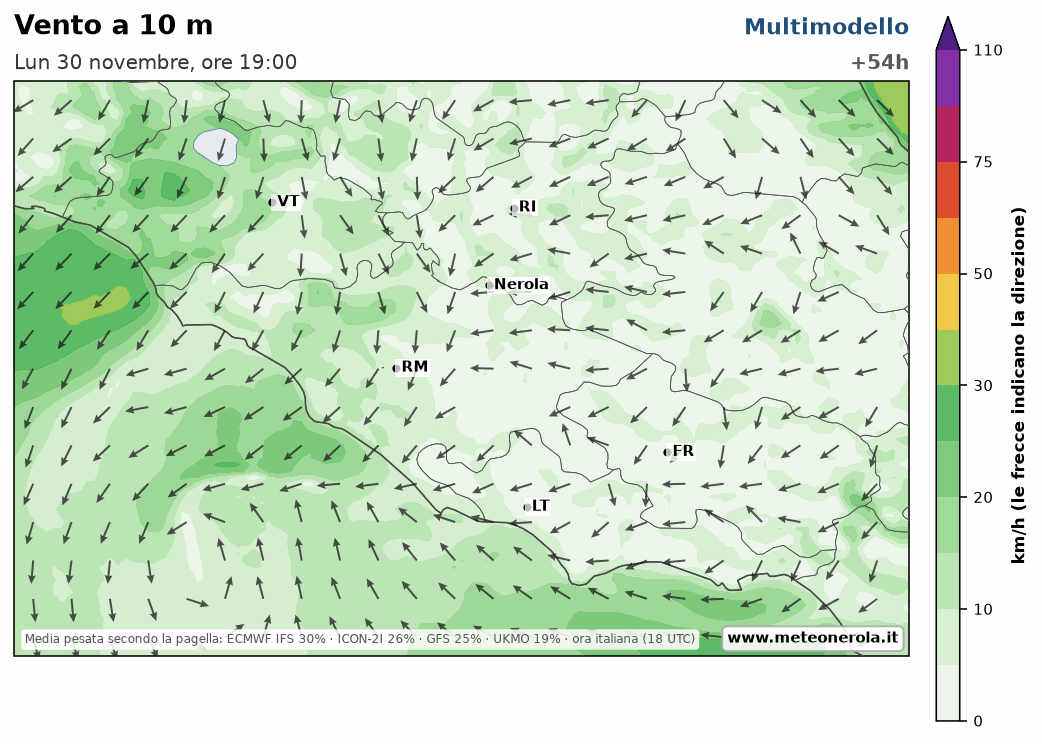 Vento a 10 m
Multimodello
Lun 30 novembre, ore 19:00
+54h
VT
RI
Nerola
RM
FR
LT
Media pesata secondo la pagella: ECMWF IFS 30% · ICON-2I 26% · GFS 25% · UKMO 19% · ora italiana (18 UTC)
www.meteonerola.it
110
75
50
30
20
10
0
km/h (le frecce indicano la direzione)